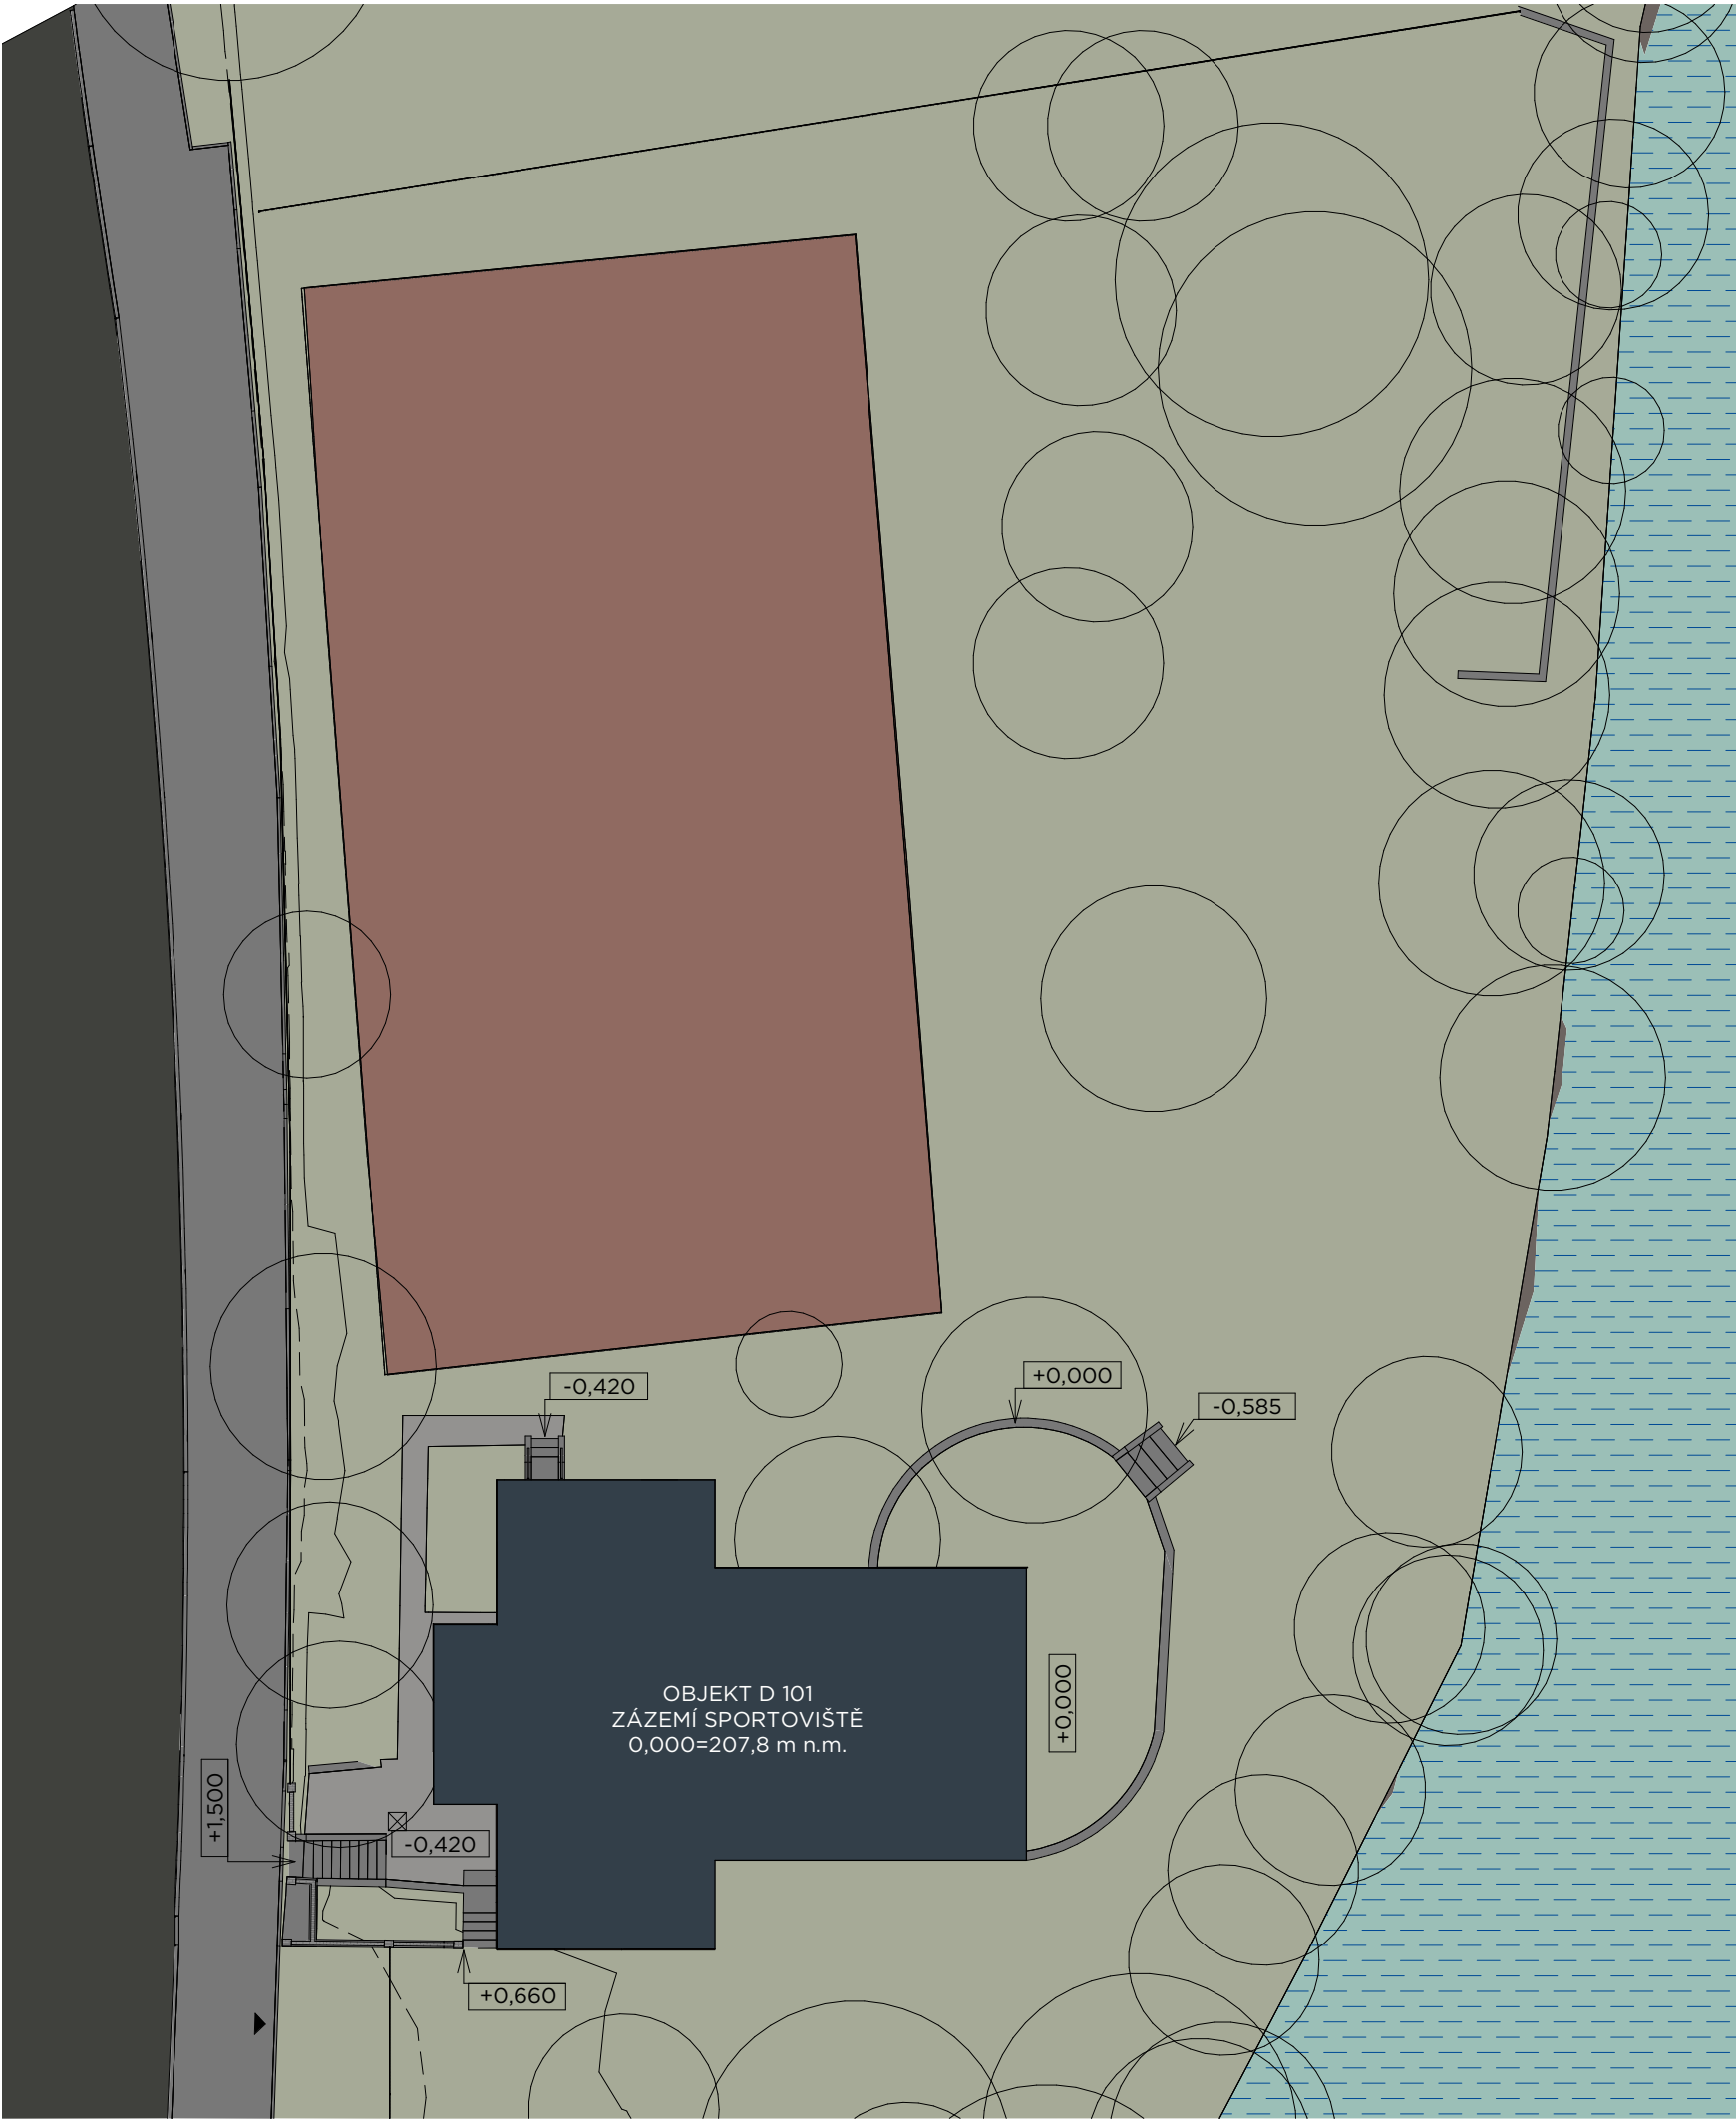 -0,420
+0,000
-0,585
OBJEKT D 101
ZÁZEMÍ SPORTOVIŠTĚ
0,000=207,8 m n.m.
+0,000
+1,500
-0,420
+0,660